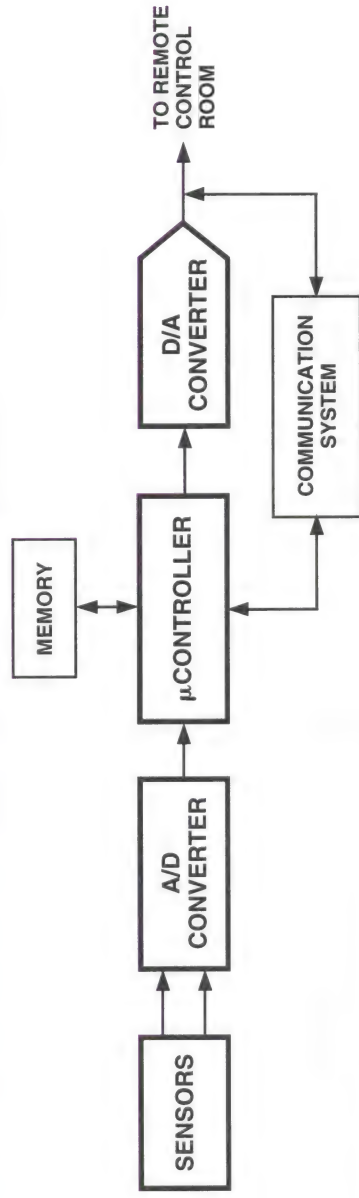 SENSORS
A/D
CONVERTER
MEMORY
µCONTROLLER
D/A
CONVERTER
TO REMOTE
CONTROL
ROOM
COMMUNICATION
SYSTEM